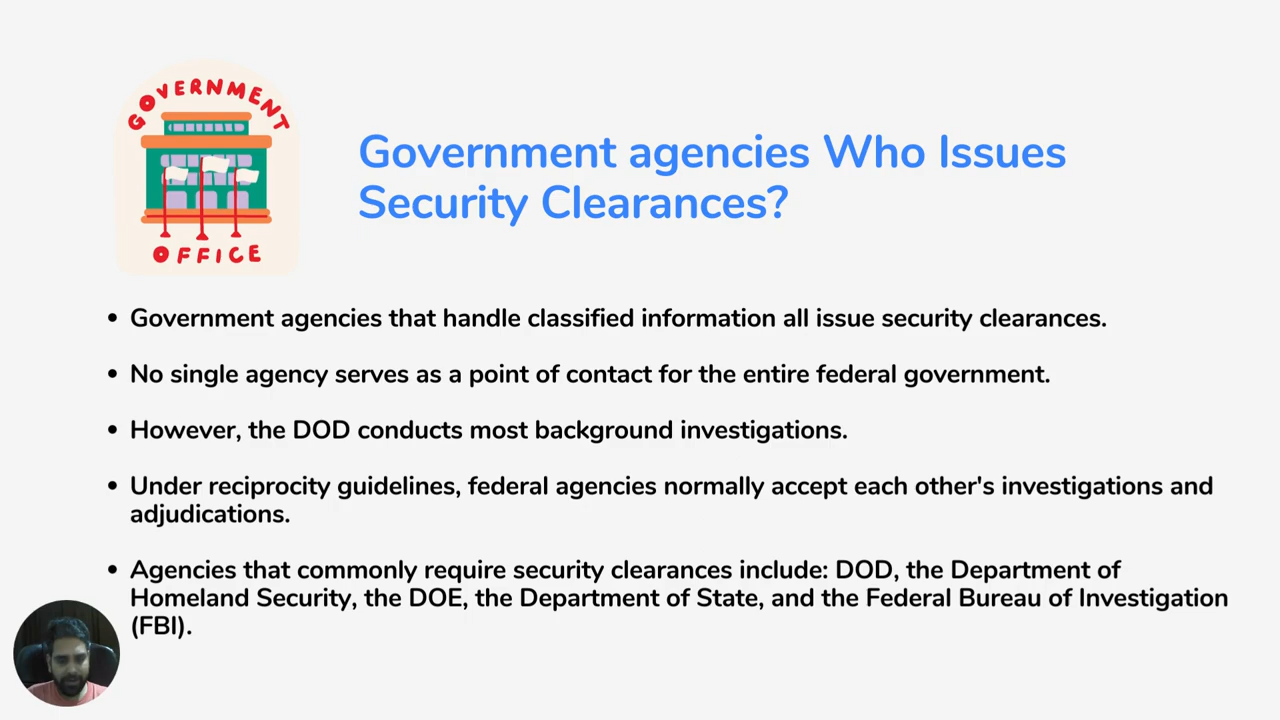 GOVERNMENT
OFFICE
Government agencies Who Issues
Security Clearances?
• Government agencies that handle classified information all issue security clearances.
• No single agency serves as a point of contact for the entire federal government.
• However, the DOD conducts most background investigations.
• Under reciprocity guidelines, federal agencies normally accept each other's investigations and
adjudications.
• Agencies that commonly require security clearances include: DOD, the Department of
Homeland Security, the DOE, the Department of State, and the Federal Bureau of Investigation
(FBI).